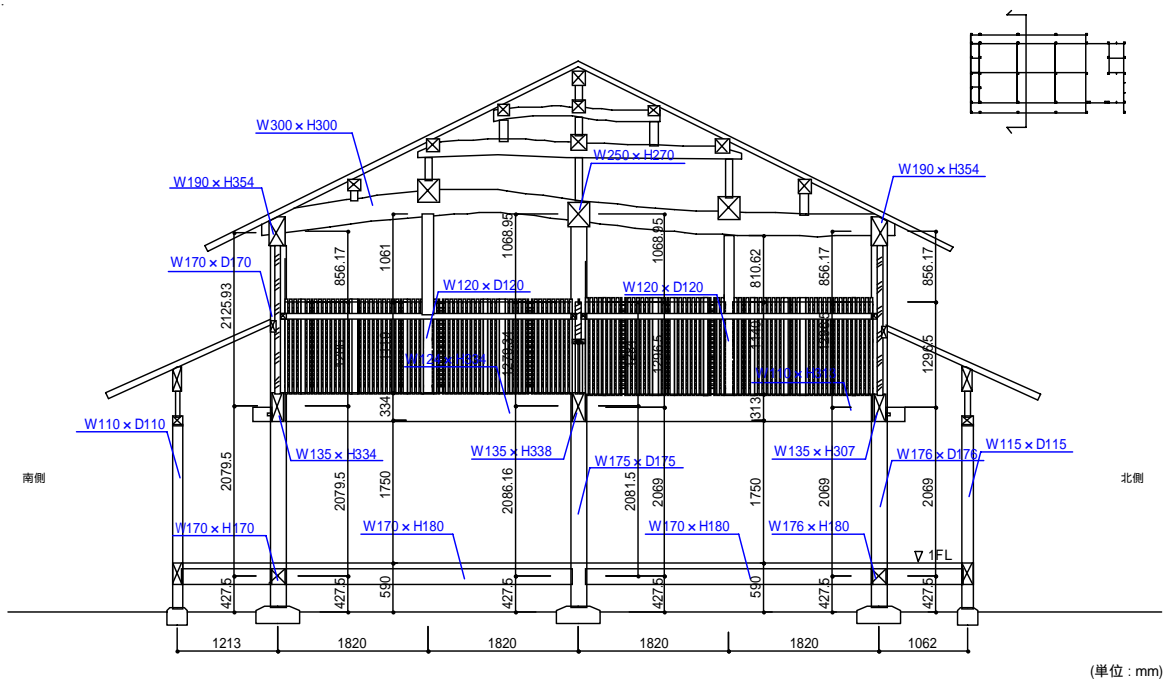 W300×H300
W250×H270
W190×H354
W190×H354
W170×D170
W120×D120
W120×D120
2125.93
856.17
1061
1068.95
1068.95
810.62
856.17
856.17
1296.5
1296.5
W110×D110
W135×H334
W135×H338
W135×H307
W115×D115
334
313
W175×D175
W176×D176
南側
北側
2079.5
2079.5
1750
2086.16
2081.5
2069
1750
2069
2069
W170×H170
W170×H180
W170×H180
W176×H180
1FL
427.5
427.5
590
427.5
427.5
590
427.5
427.5
1213
1820
1820
1820
1820
1062
(単位 : mm)